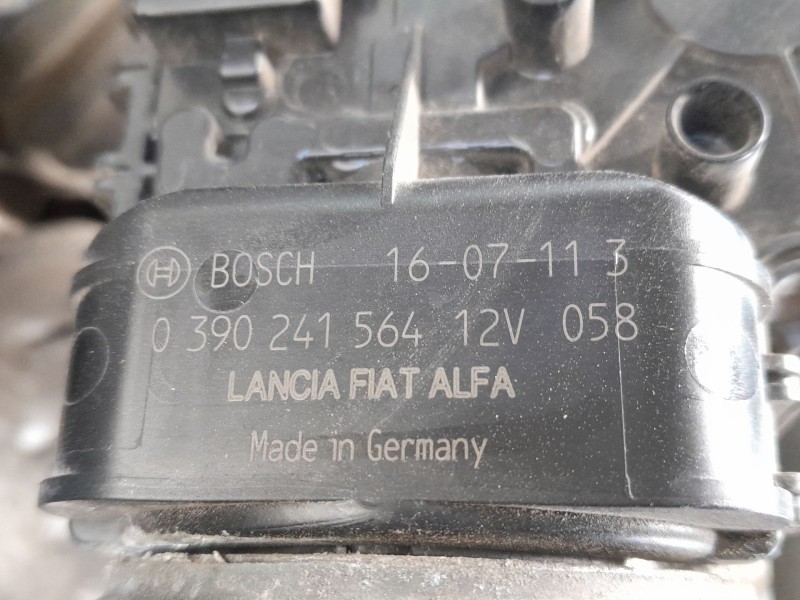 BOSCH 16-07-11 3
0 390 241 564 12V 058
LANCIA FIAT ALFA
Made in Germany